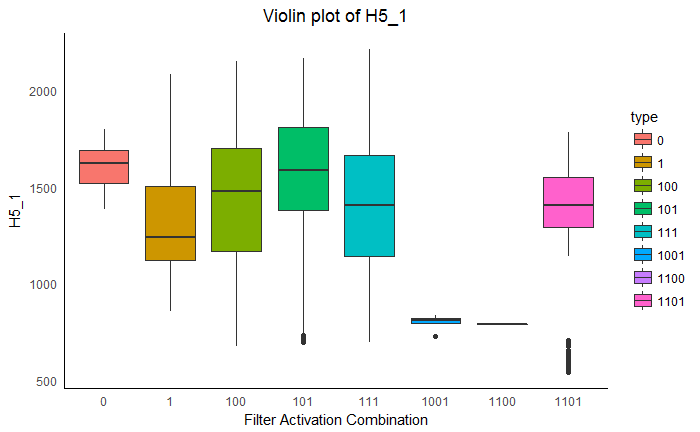 Violin plot of H5_1
H5_1
2000
1500
1000
500
0 1 100 101 111 1001 1100 1101
Filter Activation Combination
type
0
1
100
101
111
1001
1100
1101